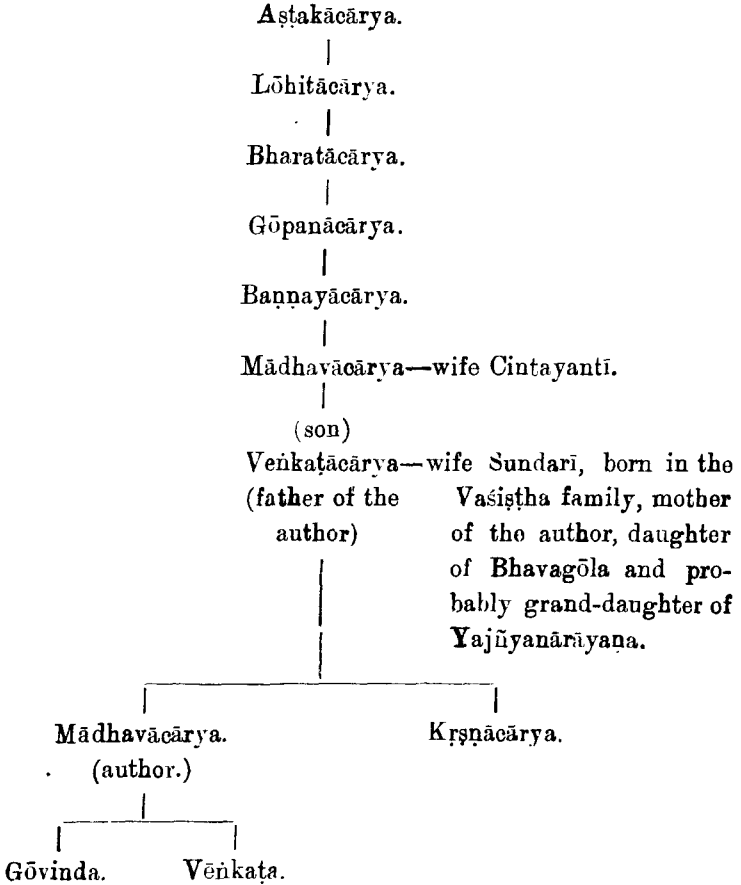 Aṣṭakācārya.
Lōhitācārya.
Bharatācārya.
Gōpanācārya.
Baṇṇayācārya.
Mādhavācārya—wife Cintayantī.
(son)
Veṅkaṭācārya—wife Sundarī, born in the
(father of the Vaśiṣṭha family, mother
author) of the author, daughter
of Bhavagōla and pro-
bably grand-daughter of
Yajñyanārāyaṇa.
Mādhavācārya. Kṛṣṇācārya.
(author.)
Gōvinda. Vēṅkaṭa.